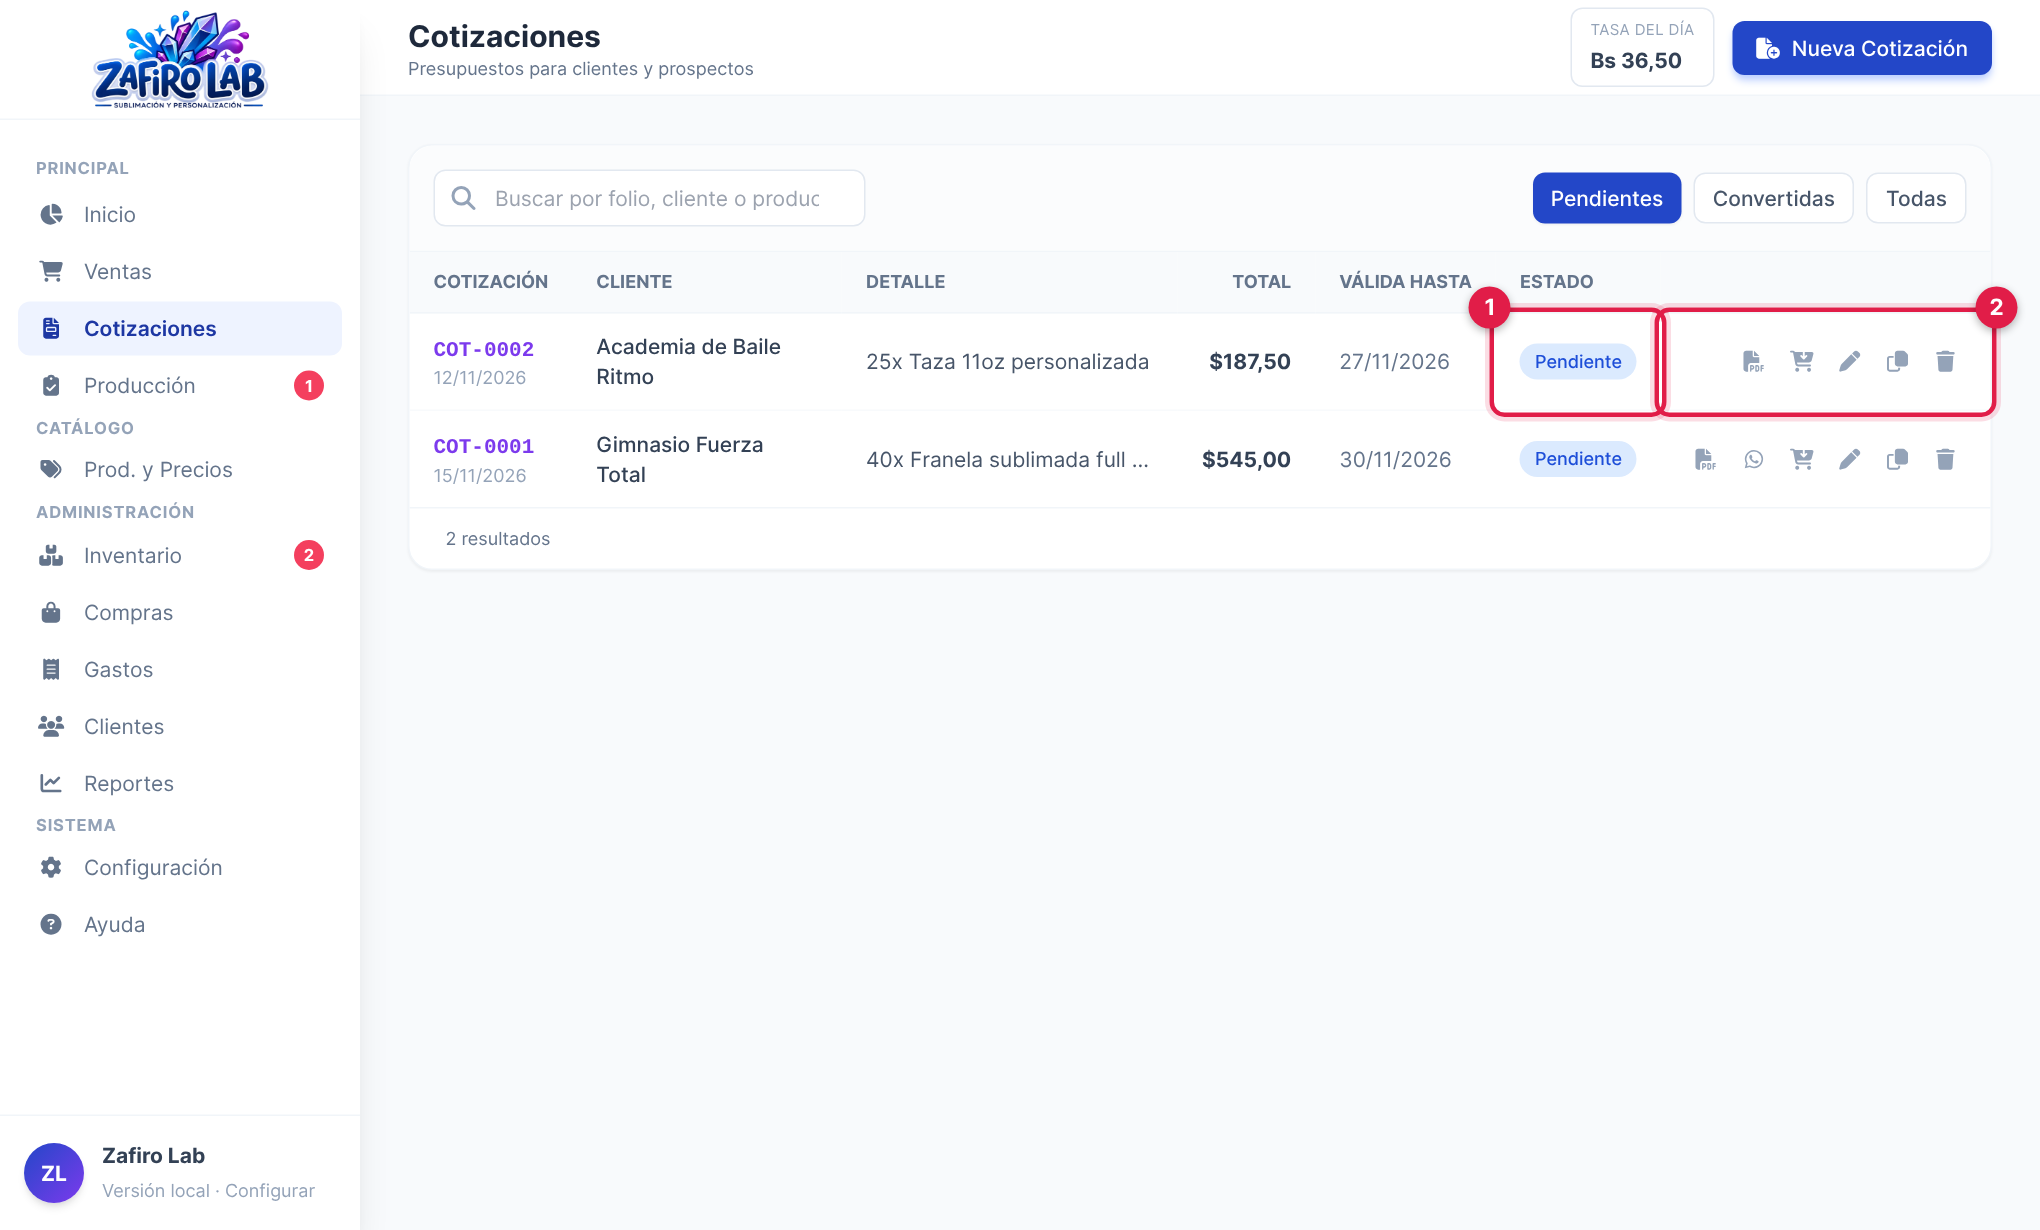 ZAFIRO LAB
SUBLIMACIÓN Y PERSONALIZACIÓN
PRINCIPAL
Inicio
Ventas
Cotizaciones
Producción 1
CATÁLOGO
Prod. y Precios
ADMINISTRACIÓN
Inventario 2
Compras
Gastos
Clientes
Reportes
SISTEMA
Configuración
Ayuda
ZL
Zafiro Lab
Versión local · Configurar
Cotizaciones
Presupuestos para clientes y prospectos
TASA DEL DÍA
Bs 36,50
Nueva Cotización
Buscar por folio, cliente o produc
Pendientes Convertidas Todas
COTIZACIÓN CLIENTE DETALLE TOTAL VÁLIDA HASTA ESTADO
1 2
COT-0002 Academia de Baile 25x Taza 11oz personalizada $187,50 27/11/2026 Pendiente PDF
12/11/2026 Ritmo
COT-0001 Gimnasio Fuerza 40x Franela sublimada full ... $545,00 30/11/2026 Pendiente PDF
15/11/2026 Total
2 resultados